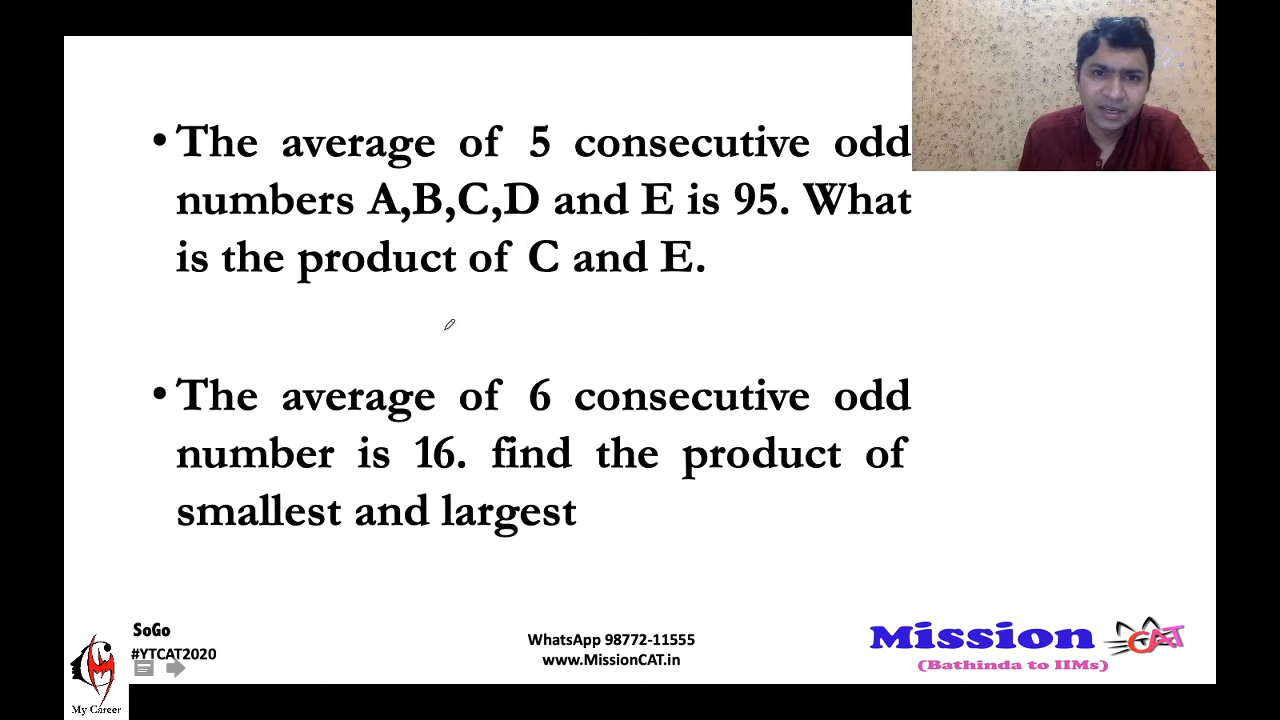 • The average of 5 consecutive odd
numbers A,B,C,D and E is 95. What
is the product of C and E.
• The average of 6 consecutive odd
number is 16. find the product of
smallest and largest
SoGo
#YTCAT2020
My Career
WhatsApp 98772-11555
www.MissionCAT.in
Mission CAT
(Bathinda to IIMs)